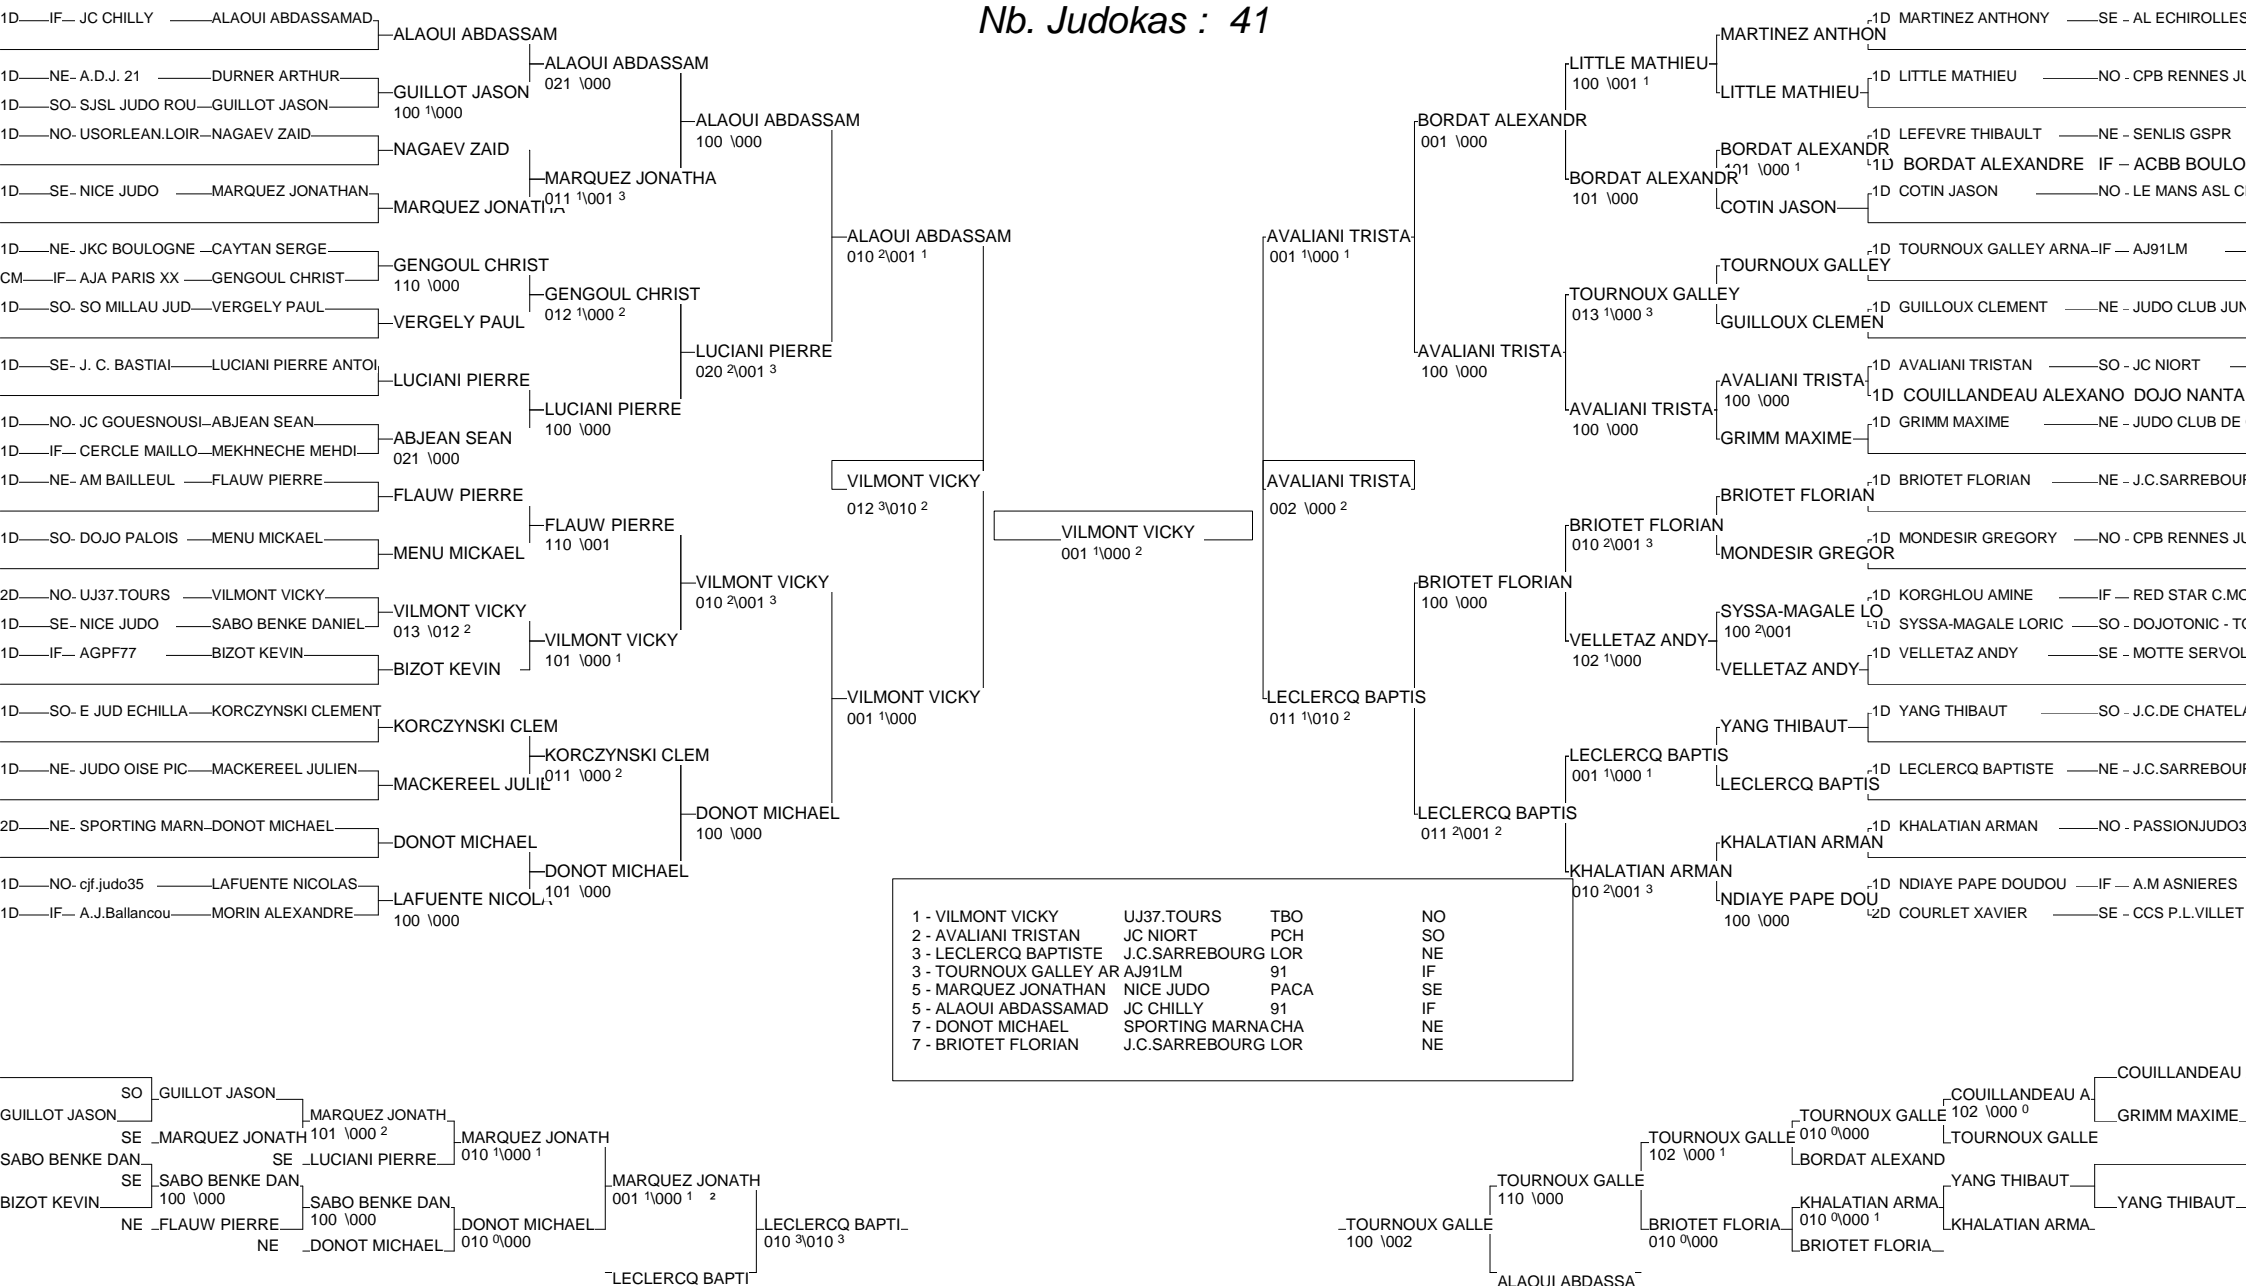 Nb. Judokas :  41
1D IF JC CHILLY ALAOUI ABDASSAMAD
1D NE- A.D.J. 21 DURNER ARTHUR
1D SO- SJSL JUDO ROU GUILLOT JASON
1D NO- USORLEAN.LOIR NAGAEV ZAID
1D SE- NICE JUDO MARQUEZ JONATHAN
1D NE- JKC BOULOGNE CAYTAN SERGE
CM IF AJA PARIS XX GENGOUL CHRIST
1D SO- SO MILLAU JUD VERGELY PAUL
1D SE- J. C. BASTIAI LUCIANI PIERRE ANTOI
1D NO- JC GOUESNOUSI ABJEAN SEAN
1D IF CERCLE MAILLO MEKHNECHE MEHDI
1D NE- AM BAILLEUL FLAUW PIERRE
1D SO- DOJO PALOIS MENU MICKAEL
2D NO- UJ37.TOURS VILMONT VICKY
1D SE- NICE JUDO SABO BENKE DANIEL
1D IF AGPF77 BIZOT KEVIN
1D SO- E JUD ECHILLA KORCZYNSKI CLEMENT
1D NE- JUDO OISE PIC MACKEREEL JULIEN
2D NE- SPORTING MARN DONOT MICHAEL
1D NO- cjf.judo35 LAFUENTE NICOLAS
1D IF A.J.Ballancou MORIN ALEXANDRE
ALAOUI ABDASSAM
GUILLOT JASON
100 1\000
NAGAEV ZAID
MARQUEZ JONATHA
GENGOUL CHRIST
110 \000
VERGELY PAUL
LUCIANI PIERRE
ABJEAN SEAN
021 \000
FLAUW PIERRE
MENU MICKAEL
VILMONT VICKY
013 \012 2
BIZOT KEVIN
KORCZYNSKI CLEM
MACKEREEL JULIE
DONOT MICHAEL
LAFUENTE NICOLA
100 \000
ALAOUI ABDASSAM
021 \000
MARQUEZ JONATHA
011 1\001 3
GENGOUL CHRIST
012 1\000 2
LUCIANI PIERRE
100 \000
FLAUW PIERRE
110 \001
VILMONT VICKY
101 \000 1
KORCZYNSKI CLEM
011 \000 2
DONOT MICHAEL
101 \000
ALAOUI ABDASSAM
100 \000
LUCIANI PIERRE
020 2\001 3
VILMONT VICKY
010 2\001 3
DONOT MICHAEL
100 \000
ALAOUI ABDASSAM
010 2\001 1
VILMONT VICKY
001 1\000
VILMONT VICKY
012 3\010 2
VILMONT VICKY
001 1\000 2
AVALIANI TRISTA
002 \000 2
AVALIANI TRISTA
001 1\000 1
LECLERCQ BAPTIS
011 1\010 2
BORDAT ALEXANDR
001 \000
AVALIANI TRISTA
100 \000
BRIOTET FLORIAN
100 \000
LECLERCQ BAPTIS
011 2\001 2
LITTLE MATHIEU
100 \001 1
BORDAT ALEXANDR
101 \000
TOURNOUX GALLEY
013 1\000 3
AVALIANI TRISTA
100 \000
BRIOTET FLORIAN
010 2\001 3
VELLETAZ ANDY
102 1\000
LECLERCQ BAPTIS
001 1\000 1
KHALATIAN ARMAN
010 2\001 3
MARTINEZ ANTHON
LITTLE MATHIEU
BORDAT ALEXANDR
101 \000 1
COTIN JASON
TOURNOUX GALLEY
GUILLOUX CLEMEN
AVALIANI TRISTA
100 \000
GRIMM MAXIME
BRIOTET FLORIAN
MONDESIR GREGOR
SYSSA-MAGALE LO
100 2\001
VELLETAZ ANDY
YANG THIBAUT
LECLERCQ BAPTIS
KHALATIAN ARMAN
NDIAYE PAPE DOU
100 \000
1D MARTINEZ ANTHONY SE - AL ECHIROLLES
1D LITTLE MATHIEU NO - CPB RENNES JU
1D LEFEVRE THIBAULT NE - SENLIS GSPR
1D BORDAT ALEXANDRE IF ACBB BOULO
1D COTIN JASON NO - LE MANS ASL C
1D TOURNOUX GALLEY ARNA IF AJ91LM
1D GUILLOUX CLEMENT NE - JUDO CLUB JUN
1D AVALIANI TRISTAN SO - JC NIORT
1D COUILLANDEAU ALEXANO DOJO NANTA
1D GRIMM MAXIME NE - JUDO CLUB DE
1D BRIOTET FLORIAN NE - J.C.SARREBOUR
1D MONDESIR GREGORY NO - CPB RENNES JU
1D KORGHLOU AMINE IF RED STAR C.MO
1D SYSSA-MAGALE LORIC SO - DOJOTONIC - TO
1D VELLETAZ ANDY SE - MOTTE SERVOL
1D YANG THIBAUT SO - J.C.DE CHATELA
1D LECLERCQ BAPTISTE NE - J.C.SARREBOUR
1D KHALATIAN ARMAN NO - PASSIONJUDO3
1D NDIAYE PAPE DOUDOU IF A.M ASNIERES
2D COURLET XAVIER SE - CCS P.L.VILLET
1 - VILMONT VICKY UJ37.TOURS TBO NO
2 - AVALIANI TRISTAN JC NIORT PCH SO
3 - LECLERCQ BAPTISTE J.C.SARREBOURG LOR NE
3 - TOURNOUX GALLEY AR AJ91LM 91 IF
5 - MARQUEZ JONATHAN NICE JUDO PACA SE
5 - ALAOUI ABDASSAMAD JC CHILLY 91 IF
7 - DONOT MICHAEL SPORTING MARNA CHA NE
7 - BRIOTET FLORIAN J.C.SARREBOURG LOR NE
GUILLOT JASON
SABO BENKE DAN
BIZOT KEVIN
SO GUILLOT JASON
SE MARQUEZ JONATH
SE SABO BENKE DAN
100 \000
NE FLAUW PIERRE
MARQUEZ JONATH
101 \000 2
SE LUCIANI PIERRE
SABO BENKE DAN
100 \000
NE DONOT MICHAEL
MARQUEZ JONATH
010 1\000 1
DONOT MICHAEL
010 0\000
MARQUEZ JONATH
001 1\000 1 2
LECLERCQ BAPTI
LECLERCQ BAPTI
010 3\010 3
TOURNOUX GALLE
100 \002
TOURNOUX GALLE
110 \000
ALAOUI ABDASSA
TOURNOUX GALLE
102 \000 1
BRIOTET FLORIA
010 0\000
TOURNOUX GALLE
010 0\000
BORDAT ALEXAND
KHALATIAN ARMA
010 0\000 1
BRIOTET FLORIA
COUILLANDEAU A
102 \000 0
TOURNOUX GALLE
YANG THIBAUT
KHALATIAN ARMA
COUILLANDEAU
GRIMM MAXIME
YANG THIBAUT